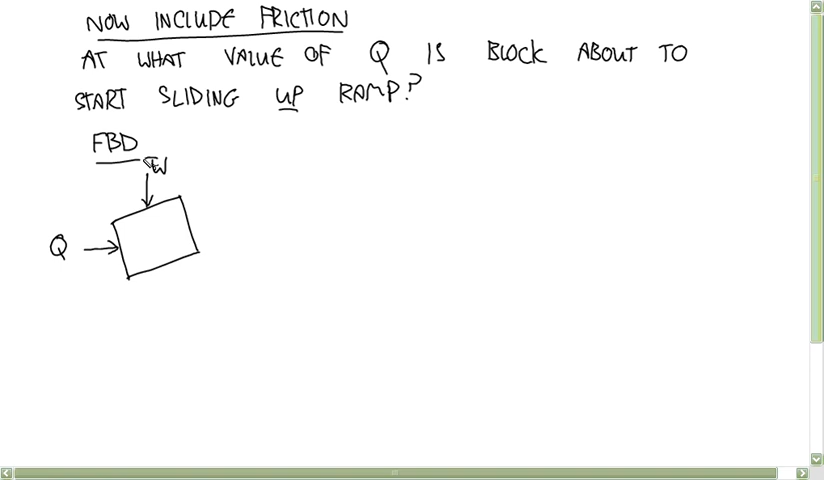 NOW INCLUDE FRICTION
AT WHAT VALUE OF Q IS BLOCK ABOUT TO
START SLIDING UP RAMP?
FBD
W
Q